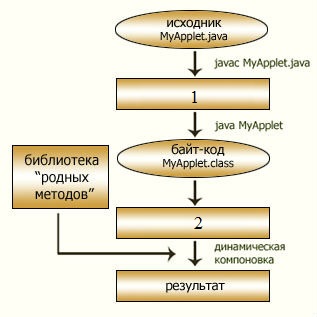 исходник
MyApplet.java
javac MyApplet.java
1
java MyApplet
байт-код
MyApplet.class
библиотека
“родных
методов”
2
динамическая
компоновка
результат